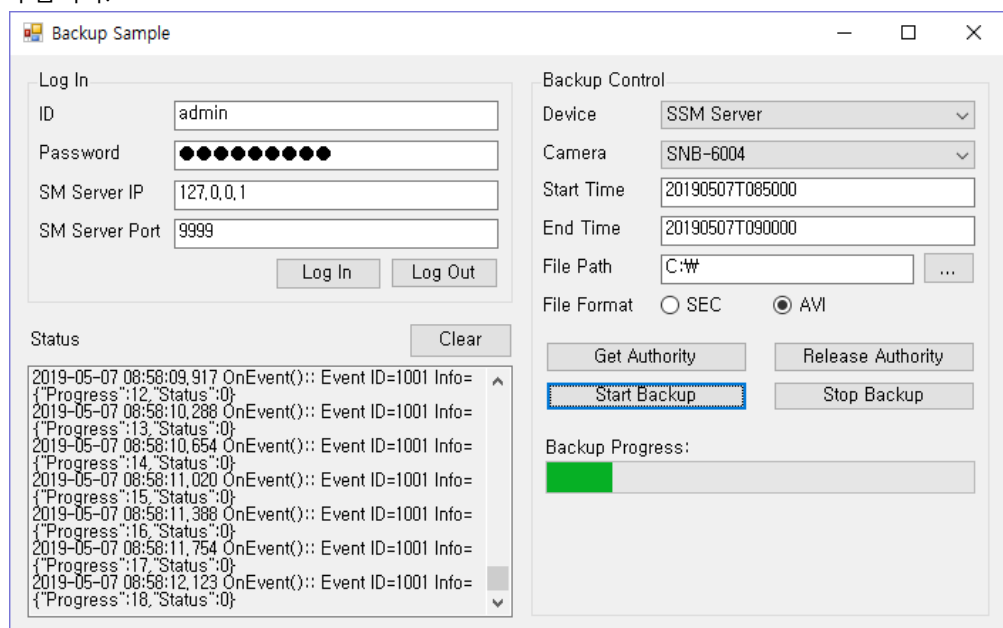 Backup Sample
Log In
ID
admin
Password
●●●●●●●●●
SM Server IP
127,0,0,1
SM Server Port
9999
Log In
Log Out
Status
Clear
2019-05-07 08:58:09,917 OnEvent():: Event ID=1001 Info=
{"Progress":12,"Status":0}
2019-05-07 08:58:10,288 OnEvent():: Event ID=1001 Info=
{"Progress":13,"Status":0}
2019-05-07 08:58:10,654 OnEvent():: Event ID=1001 Info=
{"Progress":14,"Status":0}
2019-05-07 08:58:11,020 OnEvent():: Event ID=1001 Info=
{"Progress":15,"Status":0}
2019-05-07 08:58:11,388 OnEvent():: Event ID=1001 Info=
{"Progress":16,"Status":0}
2019-05-07 08:58:11,754 OnEvent():: Event ID=1001 Info=
{"Progress":17,"Status":0}
2019-05-07 08:58:12,123 OnEvent():: Event ID=1001 Info=
{"Progress":18,"Status":0}
Backup Control
Device
SSM Server
Camera
SNB-6004
Start Time
20190507T085000
End Time
20190507T090000
File Path
C:₩
...
File Format
SEC
AVI
Get Authority
Release Authority
Start Backup
Stop Backup
Backup Progress: